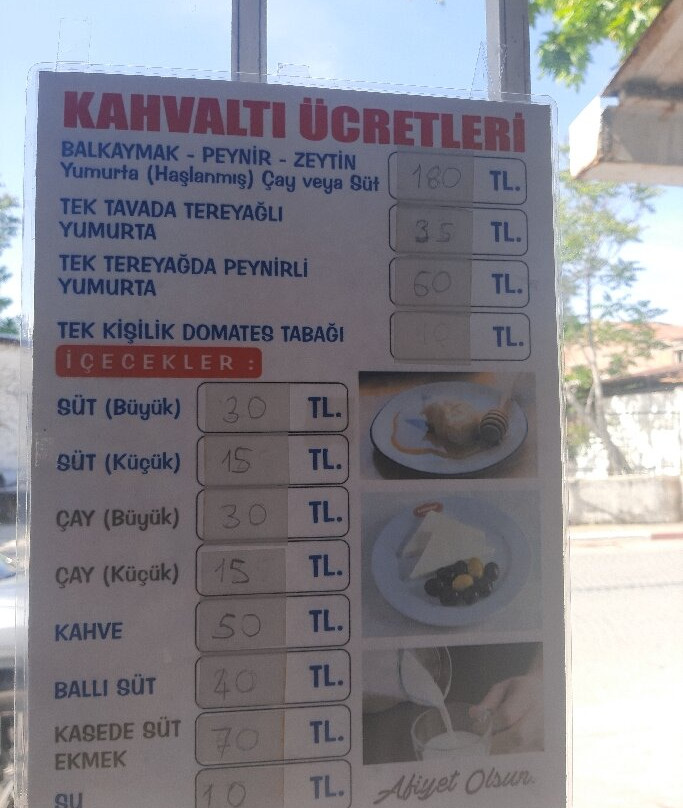 KAHVALTI ÜCRETLERİ
BALKAYMAK - PEYNİR - ZEYTİN
Yumurta (Haşlanmış) Çay veya Süt 180 TL.
TEK TAVADA TEREYAĞLI
YUMURTA 35 TL.
TEK TEREYAĞDA PEYNİRLİ
YUMURTA 60 TL.
TEK KİŞİLİK DOMATES TABAĞI TL.
İÇECEKLER :
SÜT (Büyük) 30 TL.
SÜT (Küçük) 15 TL.
ÇAY (Büyük) 30 TL.
ÇAY (Küçük) 15 TL.
KAHVE 50 TL.
BALLI SÜT 40 TL.
KASEDE SÜT
EKMEK 70 TL.
SU 10 TL.
Afiyet Olsun.